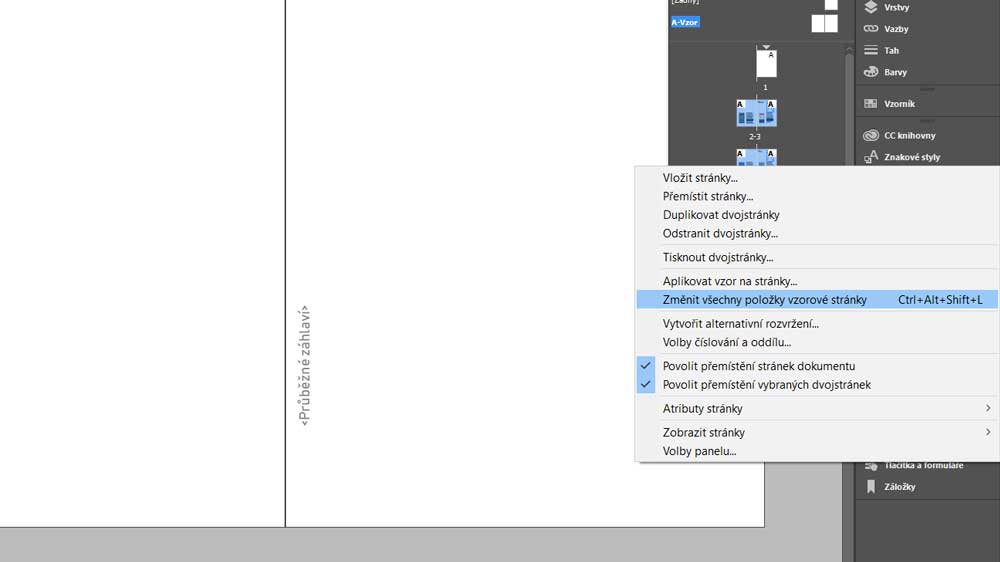 [Žádný]
A-Vzor
A
1
A A
2-3
A A
Vrstvy
Vazby
Tah
Barvy
Vzorník
CC knihovny
Znakové styly
Vložit stránky...
Přemístit stránky...
Duplikovat dvojstránky
Odstranit dvojstránky...
Tisknout dvojstránky...
Aplikovat vzor na stránky...
Změnit všechny položky vzorové stránky Ctrl+Alt+Shift+L
Vytvořit alternativní rozvržení...
Volby číslování a oddílu...
Povolit přemístění stránek dokumentu
Povolit přemístění vybraných dvojstránek
Atributy stránky
Zobrazit stránky
Volby panelu...
Tlačítka a formuláře
Záložky
<Průběžné záhlaví>